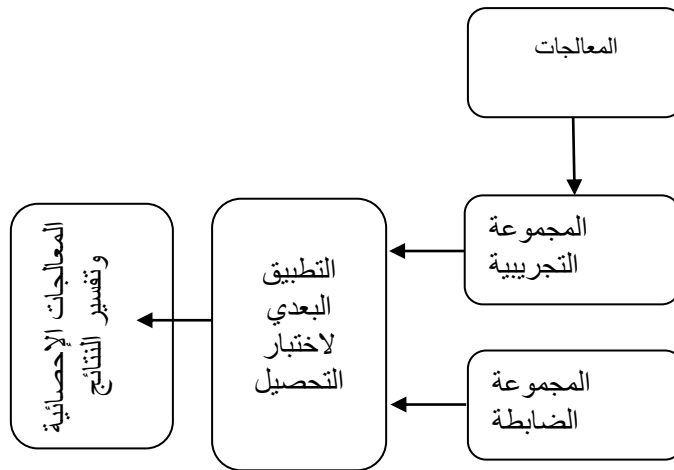 المعالجات
المجموعة
التجريبية
المجموعة
الضابطة
التطبيق
البعدي
لاختبار
التحصيل
المعالجات الإحصائية
وتفسير النتائج